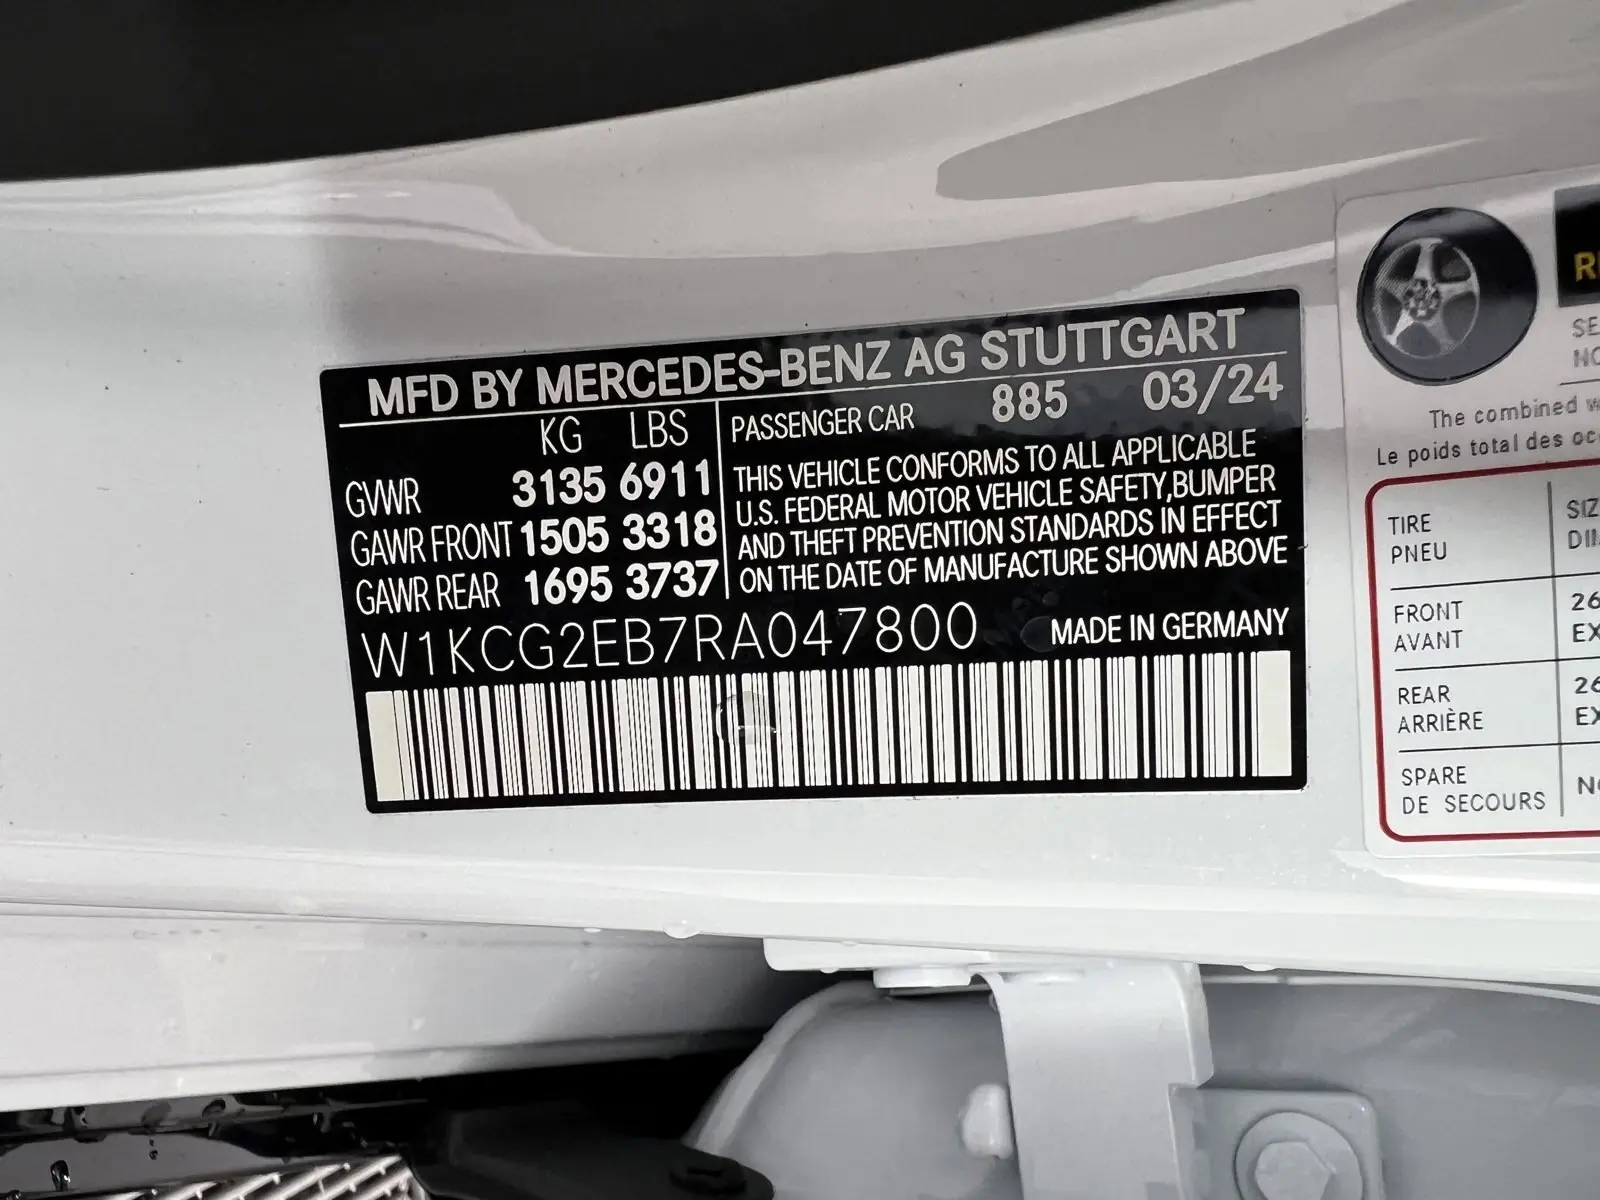 MFD BY MERCEDES-BENZ AG STUTTGART
KG LBS
GVWR 3135 6911
GAWR FRONT 1505 3318
GAWR REAR 1695 3737
PASSENGER CAR 885 03/24
THIS VEHICLE CONFORMS TO ALL APPLICABLE
U.S. FEDERAL MOTOR VEHICLE SAFETY,BUMPER
AND THEFT PREVENTION STANDARDS IN EFFECT
ON THE DATE OF MANUFACTURE SHOWN ABOVE
W1KCG2EB7RA047800 MADE IN GERMANY
The combined
Le poids total des
TIRE
PNEU
FRONT
AVANT
REAR
ARRIÈRE
SPARE
DE SECOURS